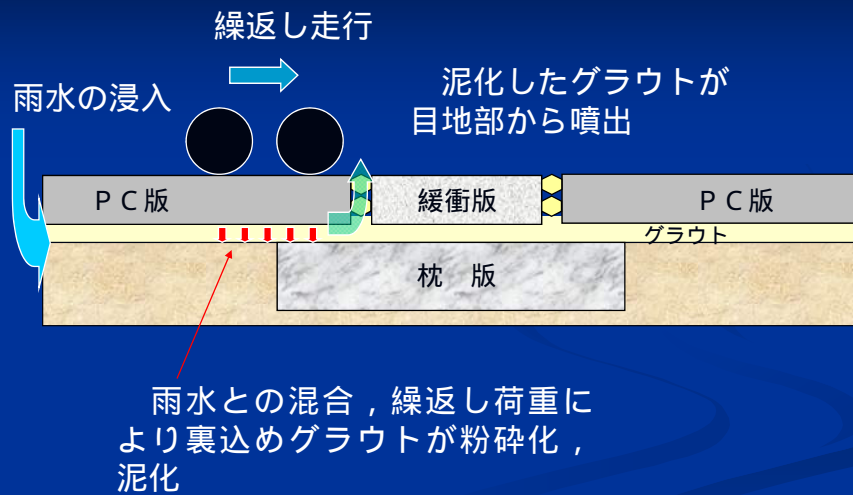 繰返し走行
雨水の浸入
泥化したグラウトが
目地部から噴出
ＰＣ版
緩衝版
ＰＣ版
グラウト
枕　版
雨水との混合，繰返し荷重に
より裏込めグラウトが粉砕化，
泥化